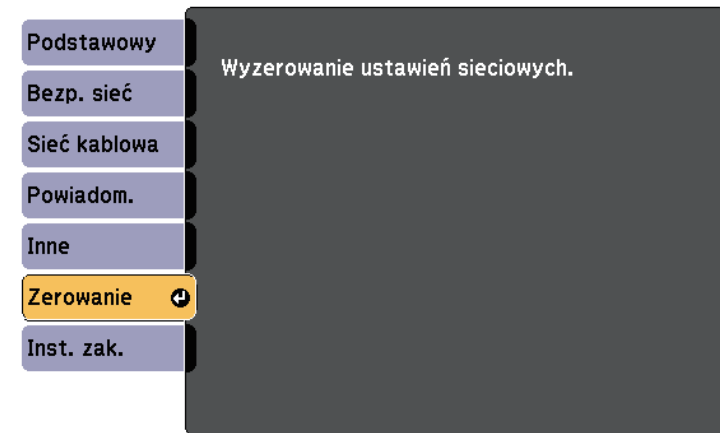 Podstawowy
Bezp. sieć
Sieć kablowa
Powiadom.
Inne
Zerowanie
Inst. zak.
Wyzerowanie ustawień sieciowych.